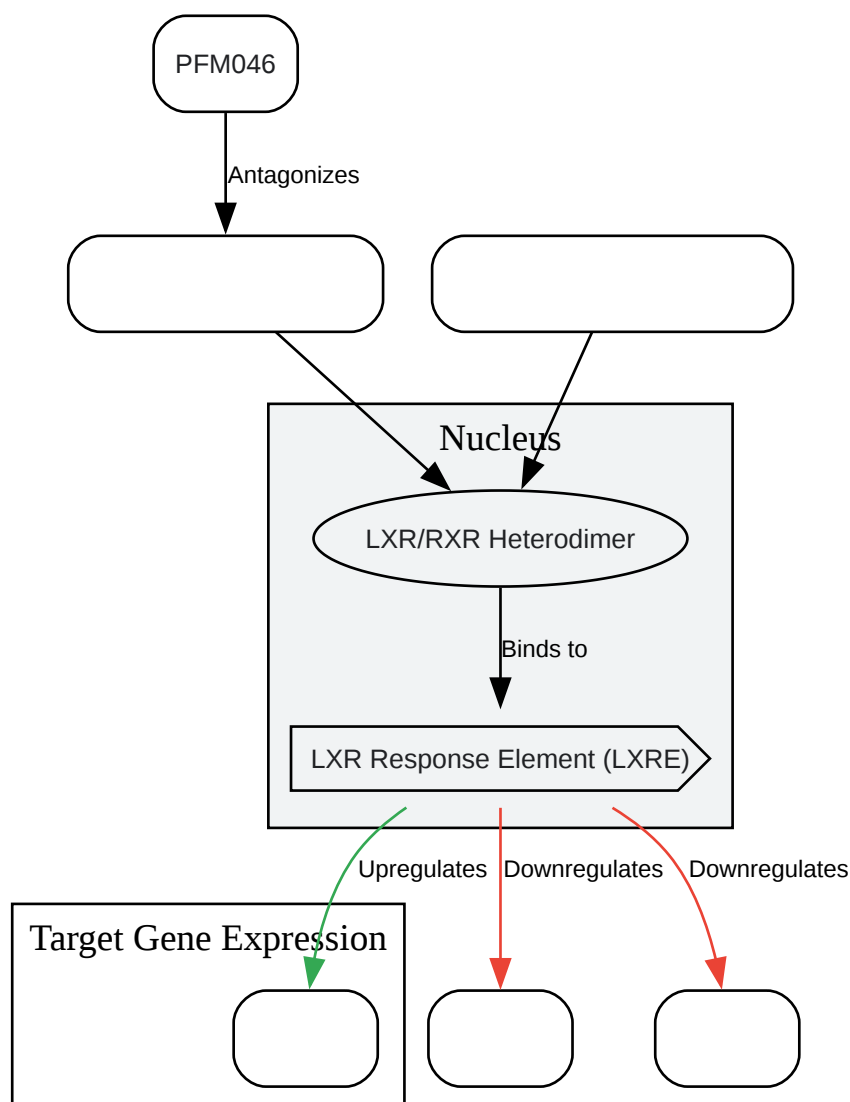 PFM046
Antagonizes
Nucleus
LXR/RXR Heterodimer
Binds to
LXR Response Element (LXRE)
Upregulates
Downregulates
Downregulates
Target Gene Expression